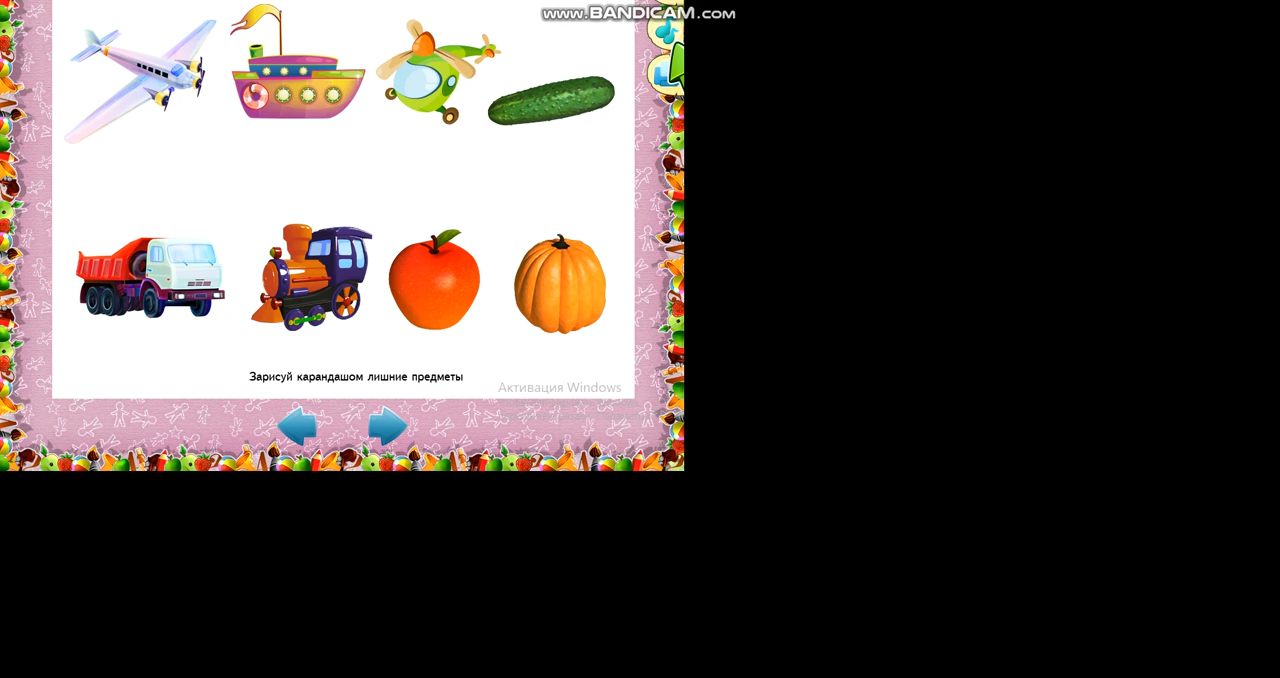 www.BANDICAM.com
Зарисуй карандашом лишние предметы
Активация Windows